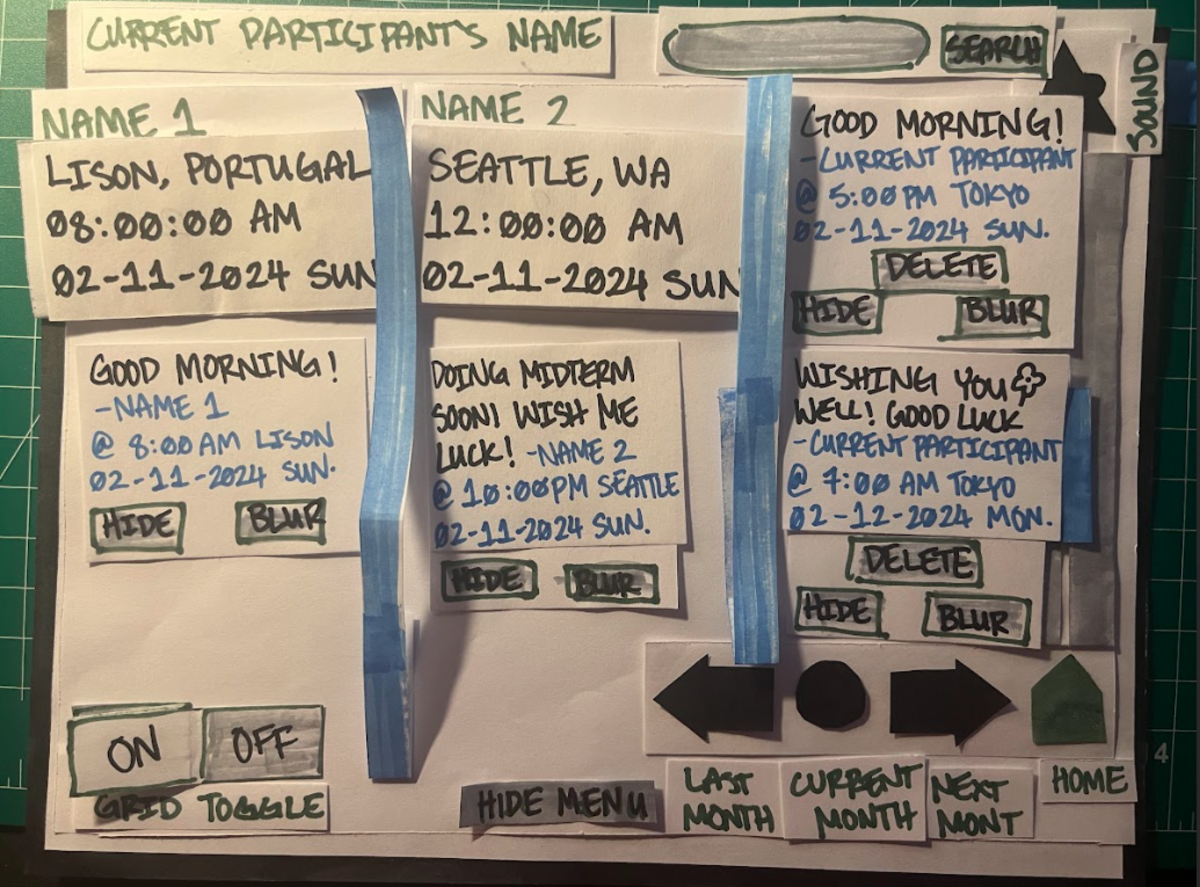 CURRENT PARTICIPANT'S NAME
SEARCH
SOUND
NAME 1
LISON, PORTUGAL
08:00:00 AM
02-11-2024 SUN
GOOD MORNING!
-NAME 1
@ 8:00 AM LISON
02-11-2024 SUN.
HIDE BLUR
NAME 2
SEATTLE, WA
12:00:00 AM
02-11-2024 SUN
DOING MIDTERM
SOON! WISH ME
LUCK! -NAME 2
@ 10:00PM SEATTLE
02-11-2024 SUN.
HIDE BLUR
GOOD MORNING!
-CURRENT PARTICIPANT
@ 5:00PM TOKYO
02-11-2024 SUN.
DELETE
HIDE BLUR
WISHING YOU
WELL! GOOD LUCK
-CURRENT PARTICIPANT
@ 7:00 AM TOKYO
02-12-2024 MON.
DELETE
HIDE BLUR
ON OFF
GRID TOGGLE
HIDE MENU
LAST
MONTH
CURRENT
MONTH
NEXT
MONT
HOME
4